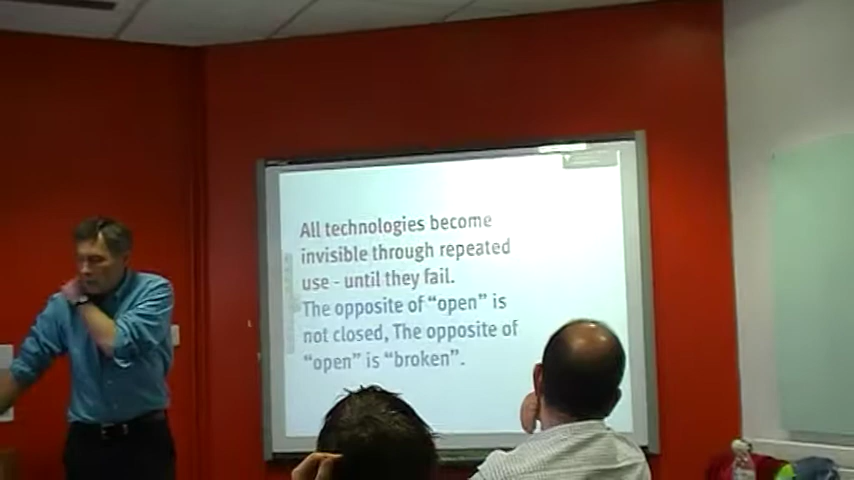 All technologies become
invisible through repeated
use - until they fail.
The opposite of "open" is
not closed, The opposite of
"open" is "broken".